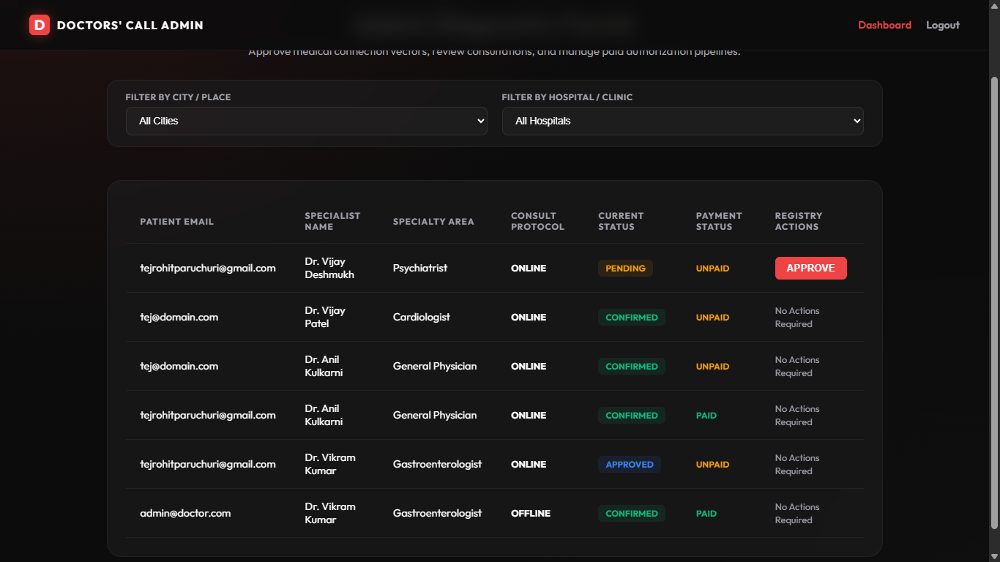 D DOCTORS' CALL ADMIN
Dashboard Logout
Approve medical connection vectors, review consultations, and manage paid authorization pipelines.
FILTER BY CITY / PLACE
All Cities
FILTER BY HOSPITAL / CLINIC
All Hospitals
PATIENT EMAIL SPECIALIST NAME SPECIALTY AREA CONSULT PROTOCOL CURRENT STATUS PAYMENT STATUS REGISTRY ACTIONS
tejrohitparuchuri@gmail.com Dr. Vijay Deshmukh Psychiatrist ONLINE PENDING UNPAID APPROVE
tej@domain.com Dr. Vijay Patel Cardiologist ONLINE CONFIRMED UNPAID No Actions Required
tej@domain.com Dr. Anil Kulkarni General Physician ONLINE CONFIRMED UNPAID No Actions Required
tejrohitparuchuri@gmail.com Dr. Anil Kulkarni General Physician ONLINE CONFIRMED PAID No Actions Required
tejrohitparuchuri@gmail.com Dr. Vikram Kumar Gastroenterologist ONLINE APPROVED UNPAID No Actions Required
admin@doctor.com Dr. Vikram Kumar Gastroenterologist OFFLINE CONFIRMED PAID No Actions Required